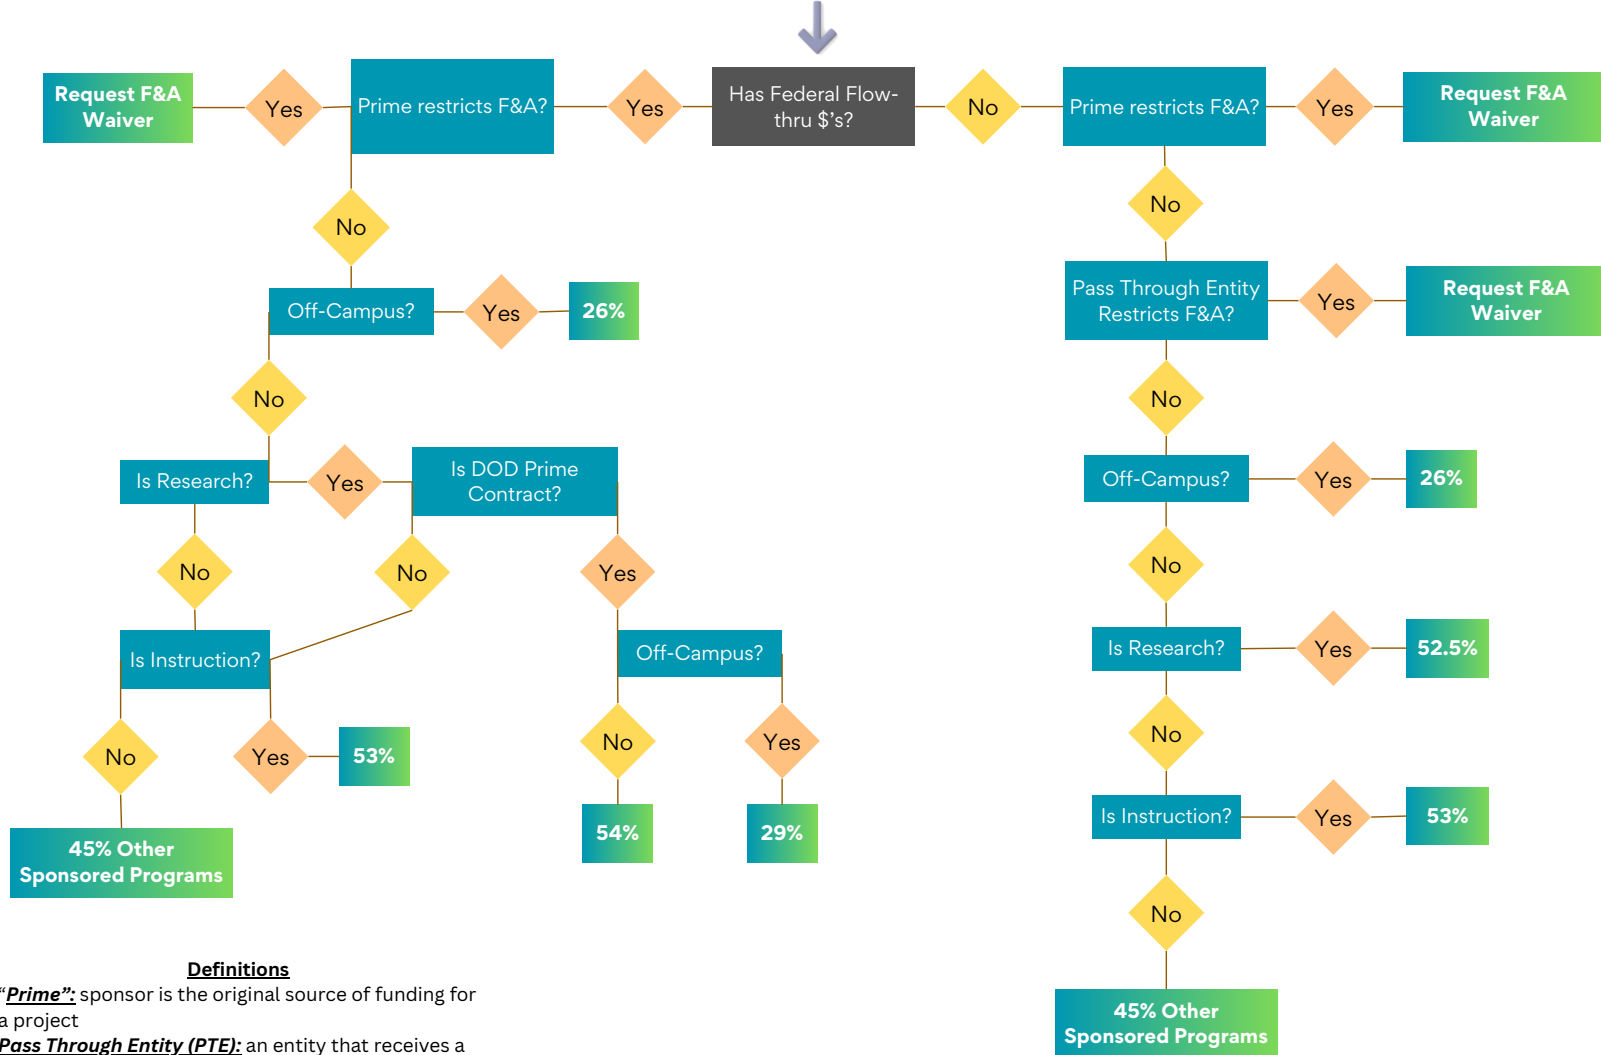 Request F&A
Waiver
Yes
Prime restricts F&A?
Yes
Has Federal Flow-
thru $'s?
No
Prime restricts F&A?
Yes
Request F&A
Waiver
No
No
Pass Through Entity
Restricts F&A?
Yes
Request F&A
Waiver
Off-Campus?
Yes
26%
No
No
Is Research?
Yes
Is DOD Prime
Contract?
Off-Campus?
Yes
26%
No
No
Yes
No
Is Instruction?
Off-Campus?
Is Research?
Yes
52.5%
No
Yes
53%
No
Yes
No
45% Other
Sponsored Programs
54%
29%
Is Instruction?
Yes
53%
No
45% Other
Sponsored Programs
Definitions
“Prime”: sponsor is the original source of funding for
a project
Pass Through Entity (PTE): an entity that receives a